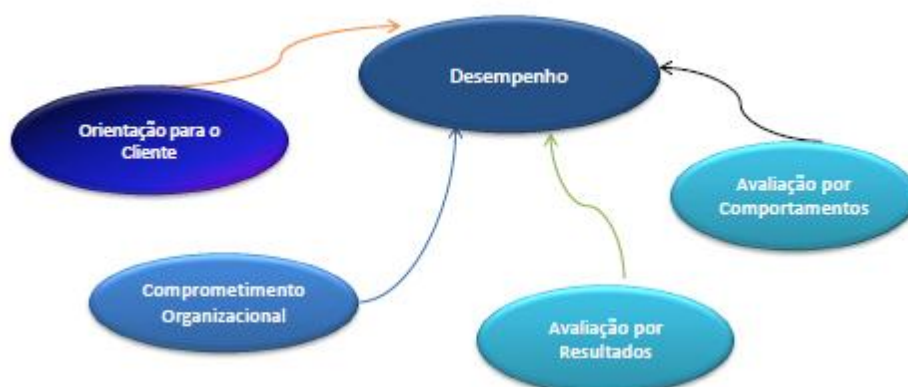 Desempenho
Orientação para o
Cliente
Avaliação por
Comportamentos
Comprometimento
Organizacional
Avaliação por
Resultados